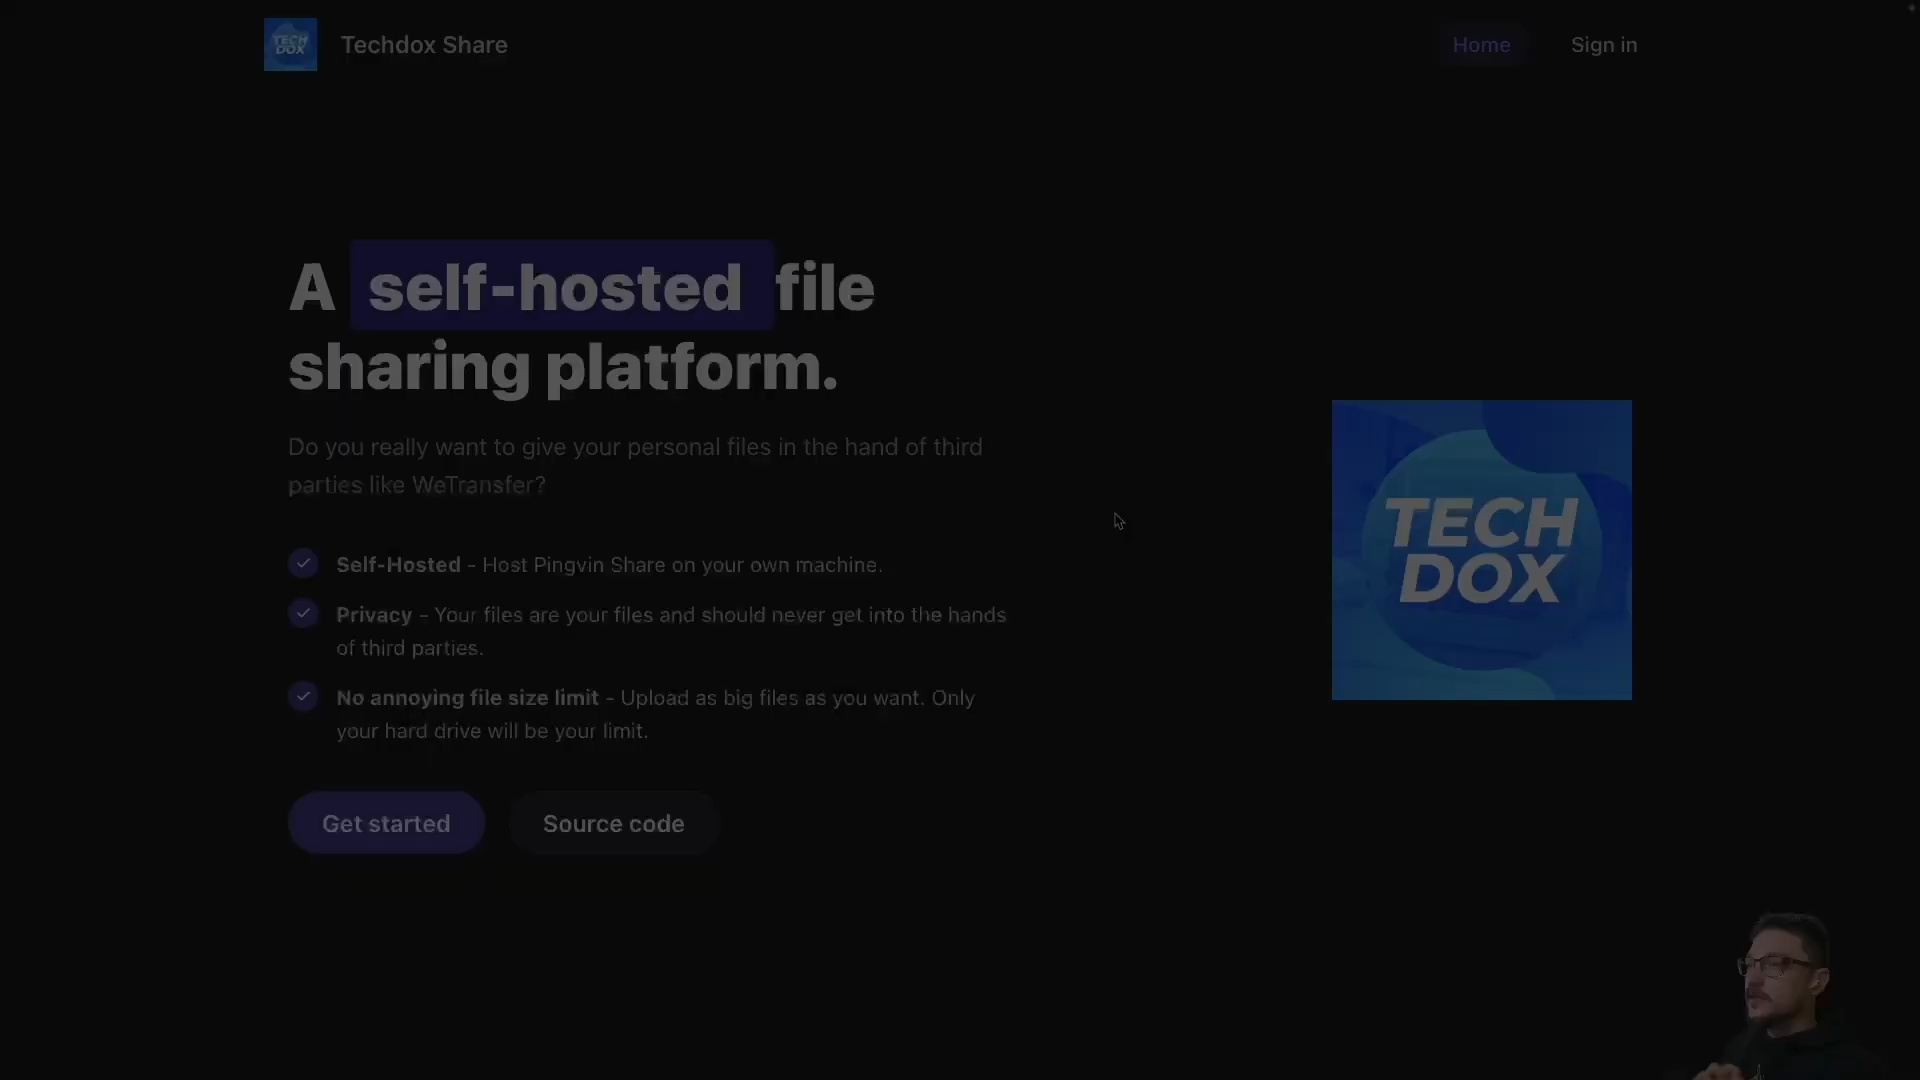 TECH
DOX
Techdox Share
Home
Sign in
A self-hosted file
sharing platform.
Do you really want to give your personal files in the hand of third
parties like WeTransfer?
Self-Hosted - Host Pingvin Share on your own machine.
Privacy - Your files are your files and should never get into the hands
of third parties.
No annoying file size limit - Upload as big files as you want. Only
your hard drive will be your limit.
Get started
Source code
TECH
DOX